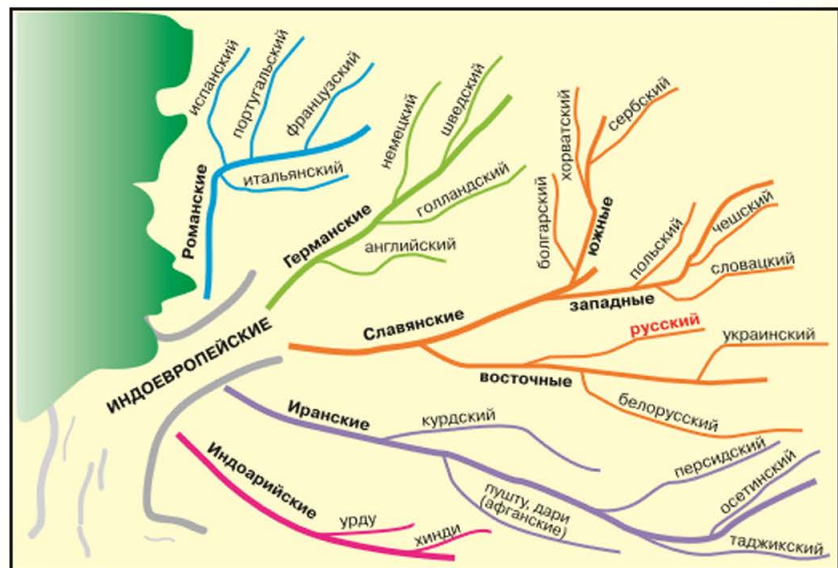 испанский
португальский
французский
итальянский
Романские
немецкий
шведский
голландский
английский
Германские
болгарский
хорватский
сербский
южные
польский
чешский
словацкий
западные
Славянские
русский
украинский
восточные
белорусский
ИНДОЕВРОПЕЙСКИЕ
Иранские
курдский
пушту, дари
(афганские)
персидский
осетинский
таджикский
Индоарийские
урду
хинди